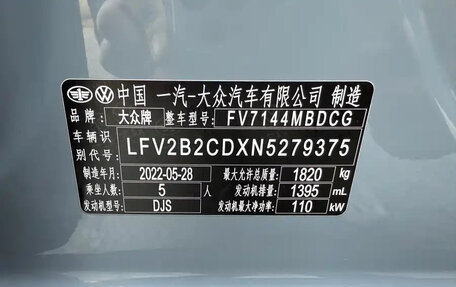 中国 一汽-大众汽车有限公司 制造
品牌: 大众牌 整车型号: FV7144MBDCG
车辆识别代号: LFV2B2CDXN5279375
制造年月: 2022-05-28 最大允许总质量: 1820 kg
乘坐人数: 5 人 发动机排量: 1395 mL
发动机型号: DJS 发动机最大净功率: 110 kW